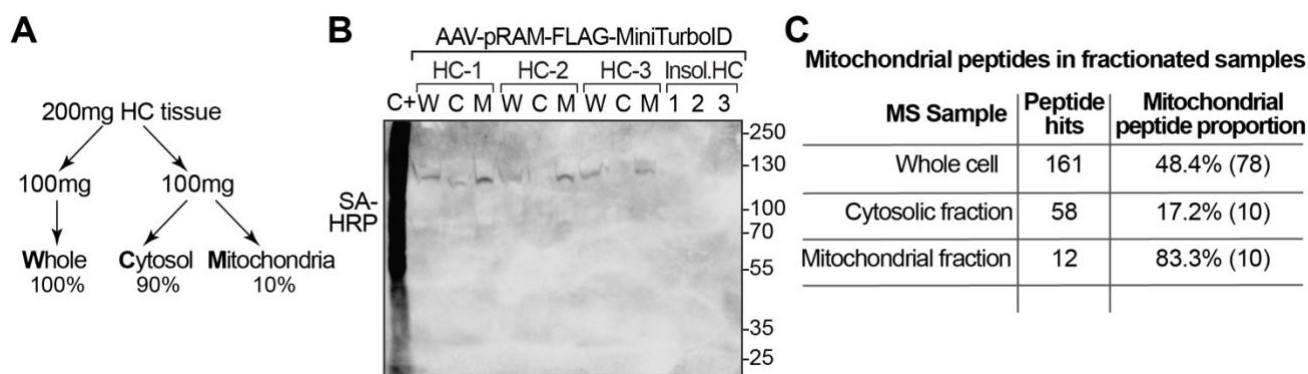 A
200mg HC tissue
100mg 100mg
Whole Cytosol Mitochondria
100% 90% 10%
B
AAV-pRAM-FLAG-MiniTurboID
HC-1 HC-2 HC-3 Insol.HC
C+ W C M W C M W C M 1 2 3
SA-
HRP
-250
-130
-100
-70
-55
-35
-25
C
Mitochondrial peptides in fractionated samples
MS Sample Peptide hits Mitochondrial peptide proportion
Whole cell 161 48.4% (78)
Cytosolic fraction 58 17.2% (10)
Mitochondrial fraction 12 83.3% (10)